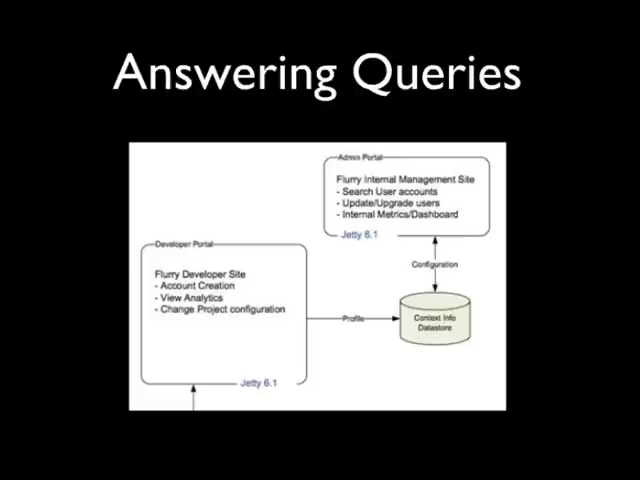 Answering Queries
Admin Portal
Flurry Internal Management Site
- Search User accounts
- Update/Upgrade users
- Internal Metrics/Dashboard
Jetty 6.1
Developer Portal
Configuration
Flurry Developer Site
- Account Creation
- View Analytics
- Change Project configuration
Profile
Context Info
Datastore
Jetty 6.1